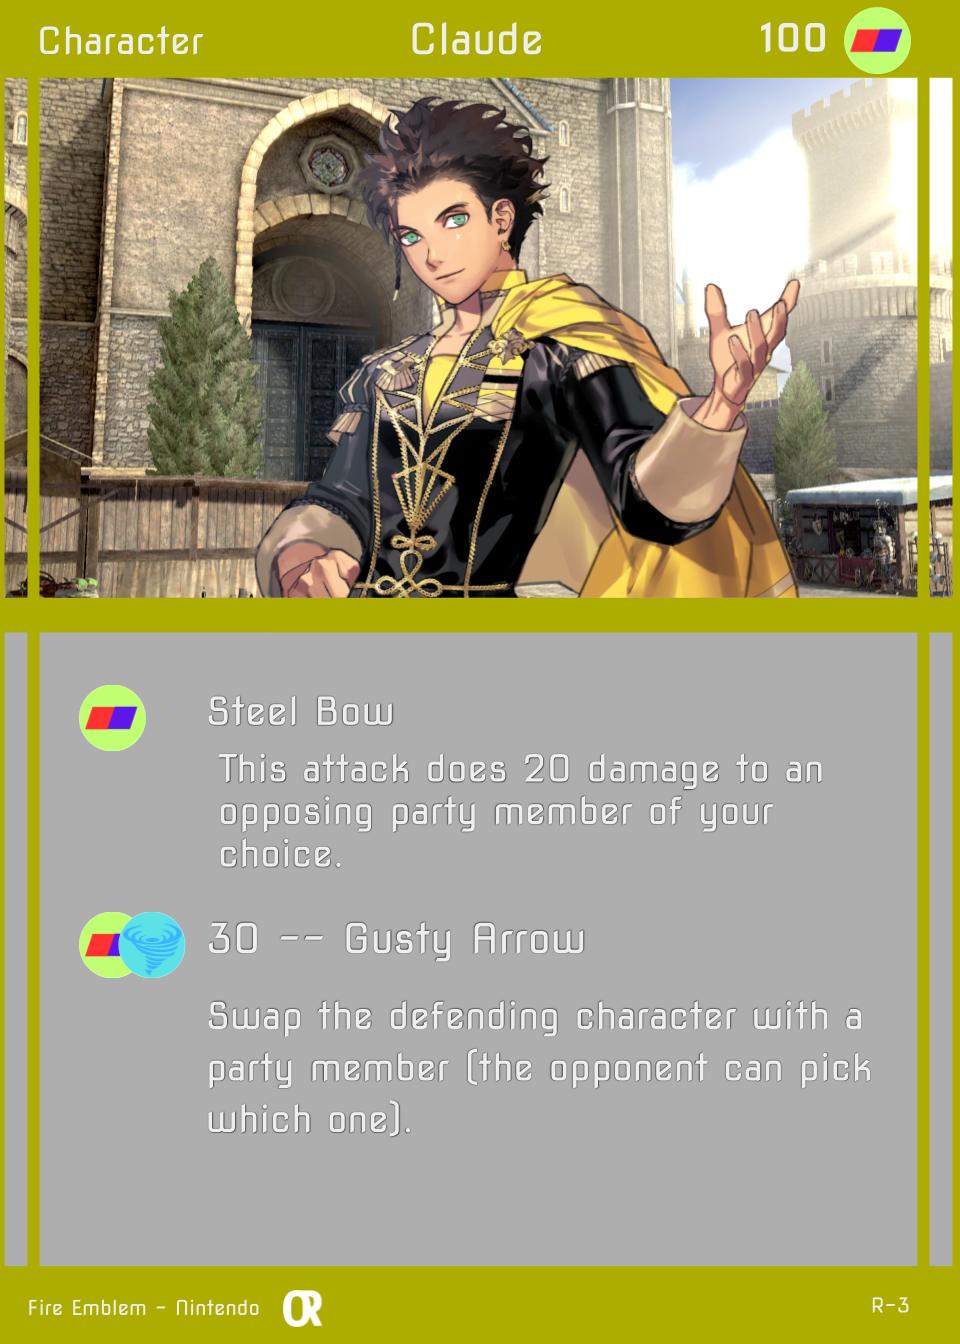 Character
Claude
100
Steel Bow
This attack does 20 damage to an
opposing party member of your
choice.
30 -- Gusty Arrow
Swap the defending character with a
party member (the opponent can pick
which one).
Fire Emblem - Nintendo
OR
R-3